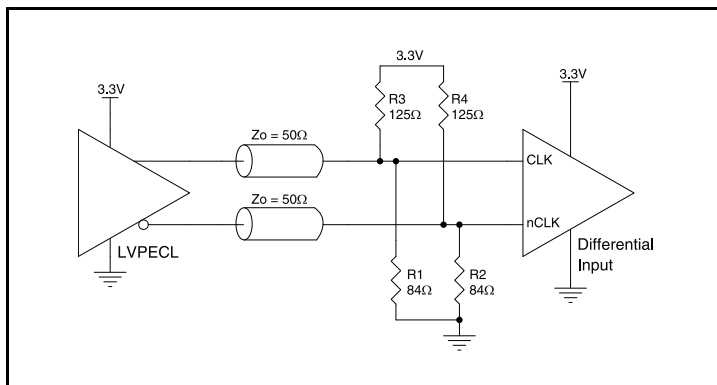 3.3V
3.3V
3.3V
R3
125Ω
R4
125Ω
Zo = 50Ω
CLK
Zo = 50Ω
nCLK
LVPECL
Differential
Input
R1
84Ω
R2
84Ω